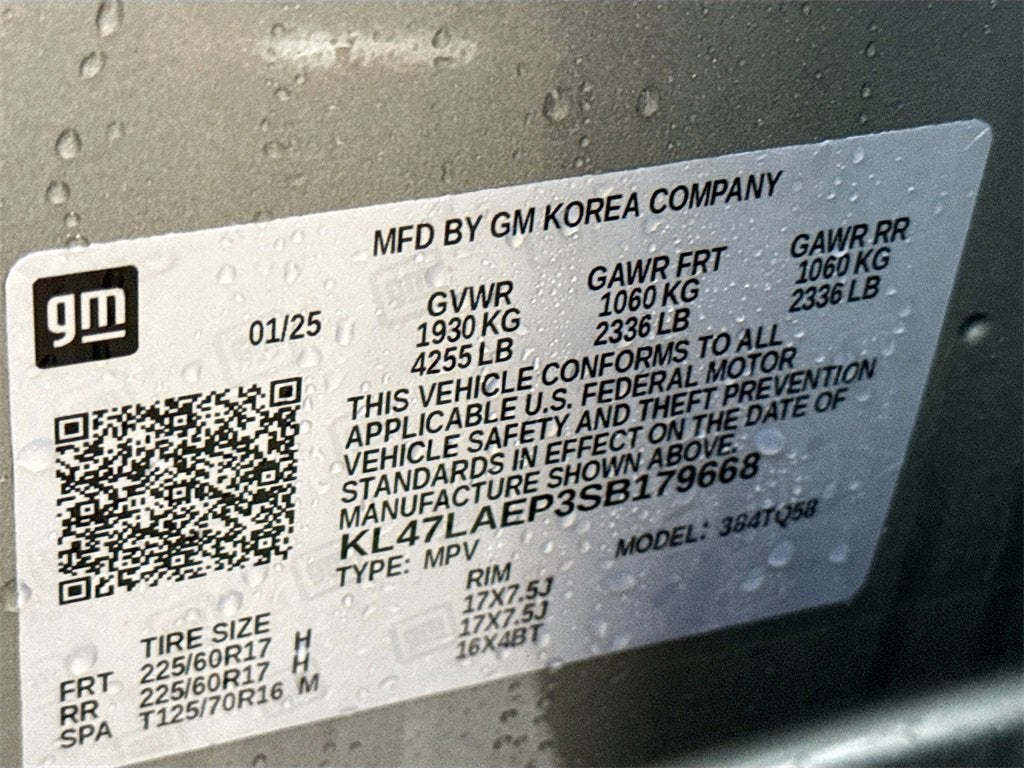 MFD BY GM KOREA COMPANY
gm
01/25
GVWR
1930 KG
4255 LB
GAWR FRT
1060 KG
2336 LB
GAWR RR
1060 KG
2336 LB
THIS VEHICLE CONFORMS TO ALL
APPLICABLE U.S. FEDERAL MOTOR
VEHICLE SAFETY AND THEFT PREVENTION
STANDARDS IN EFFECT ON THE DATE OF
MANUFACTURE SHOWN ABOVE.
KL47LAEP3SB179668
TYPE: MPV
MODEL: 384TQ58
TIRE SIZE
RIM
FRT 225/60R17 H 17X7.5J
RR 225/60R17 H 17X7.5J
SPA T125/70R16 M 16X4BT